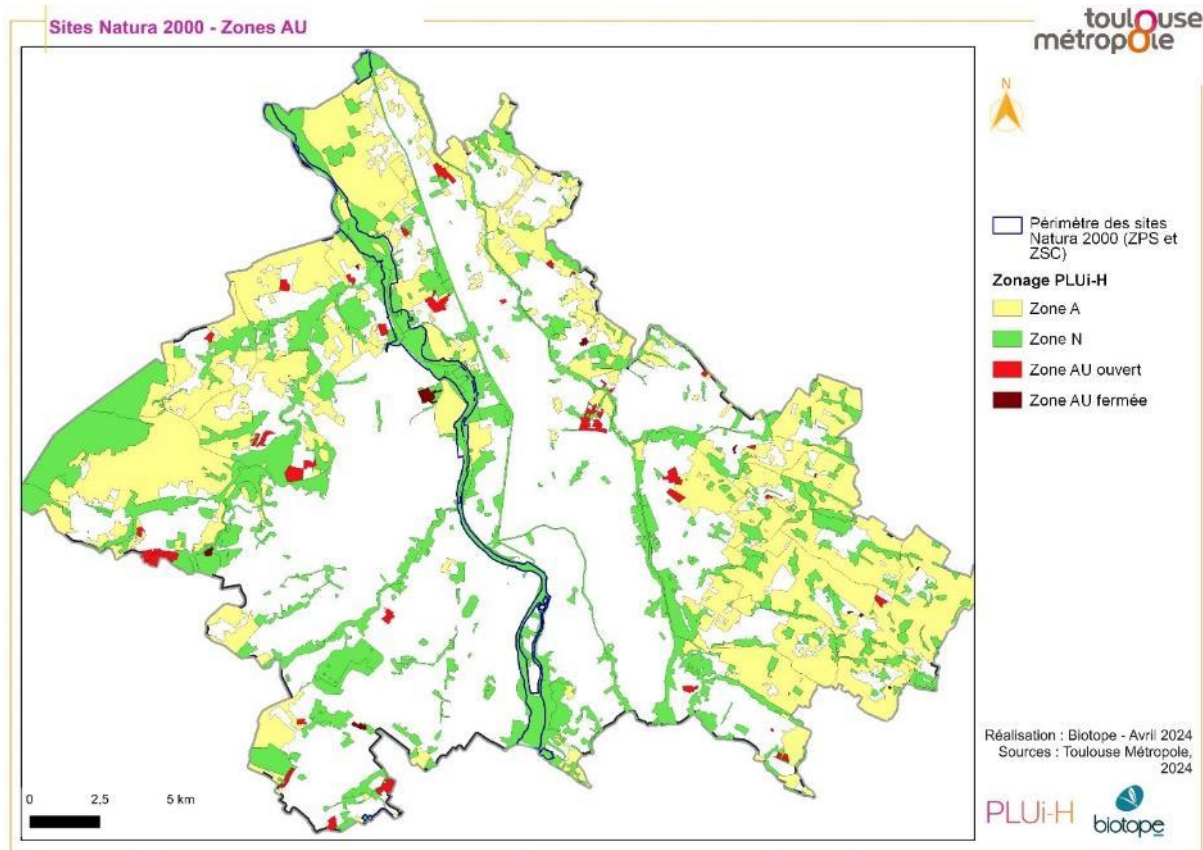 Sites Natura 2000 - Zones AU
toulouse
métropole
N
Périmètre des sites
Natura 2000 (ZPS et
ZSC)
Zonage PLUi-H
Zone A
Zone N
Zone AU ouvert
Zone AU fermée
Réalisation : Biotope - Avril 2024
Sources : Toulouse Métropole,
2024
0 2,5 5 km
PLUi-H
biotope